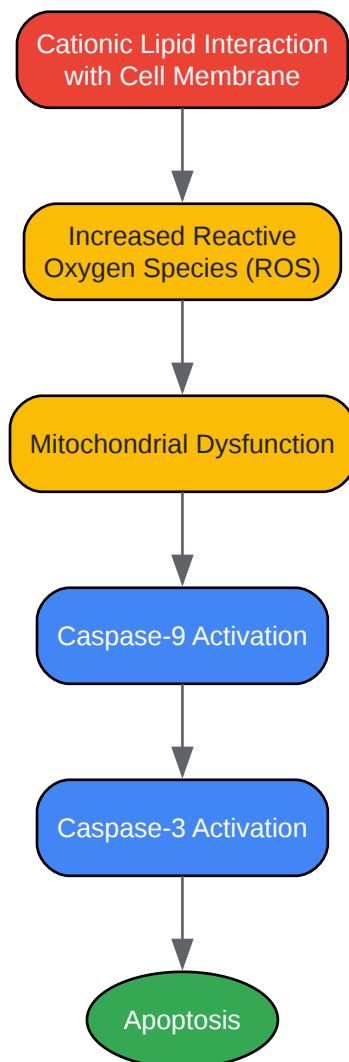 Cationic Lipid Interaction
with Cell Membrane
Increased Reactive
Oxygen Species (ROS)
Mitochondrial Dysfunction
Caspase-9 Activation
Caspase-3 Activation
Apoptosis